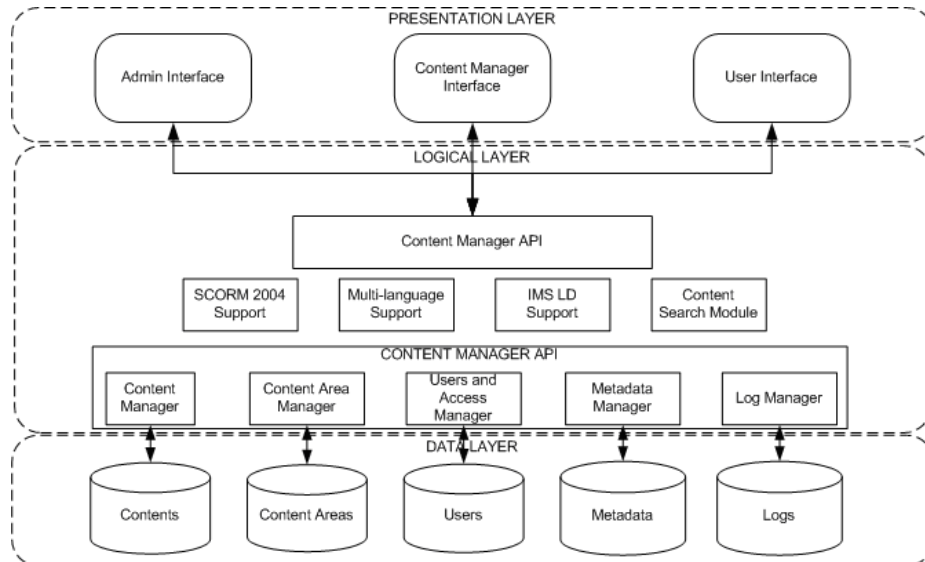 PRESENTATION LAYER
Admin Interface
Content Manager
Interface
User Interface
LOGICAL LAYER
Content Manager API
SCORM 2004
Support
Multi-language
Support
IMS LD
Support
Content
Search Module
CONTENT MANAGER API
Content
Manager
Content Area
Manager
Users and
Access
Manager
Metadata
Manager
Log Manager
DATA LAYER
Contents
Content Areas
Users
Metadata
Logs